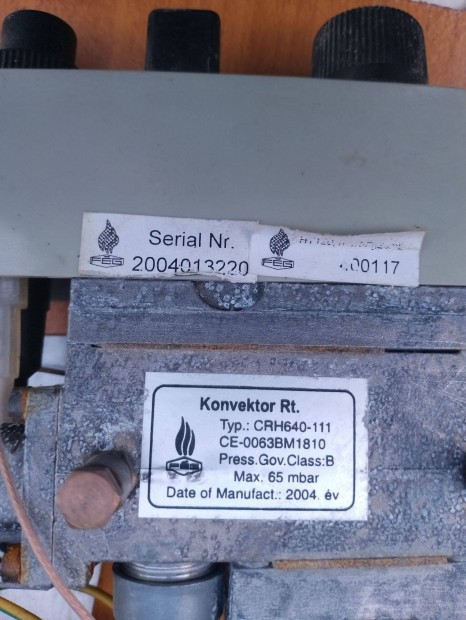 Serial Nr.
FÉG
2004013220
FÉG
00117
Konvektor Rt.
Typ.: CRH640-111
CE-0063BM1810
Press.Gov.Class:B
FÉG
Max. 65 mbar
Date of Manufact.: 2004. év